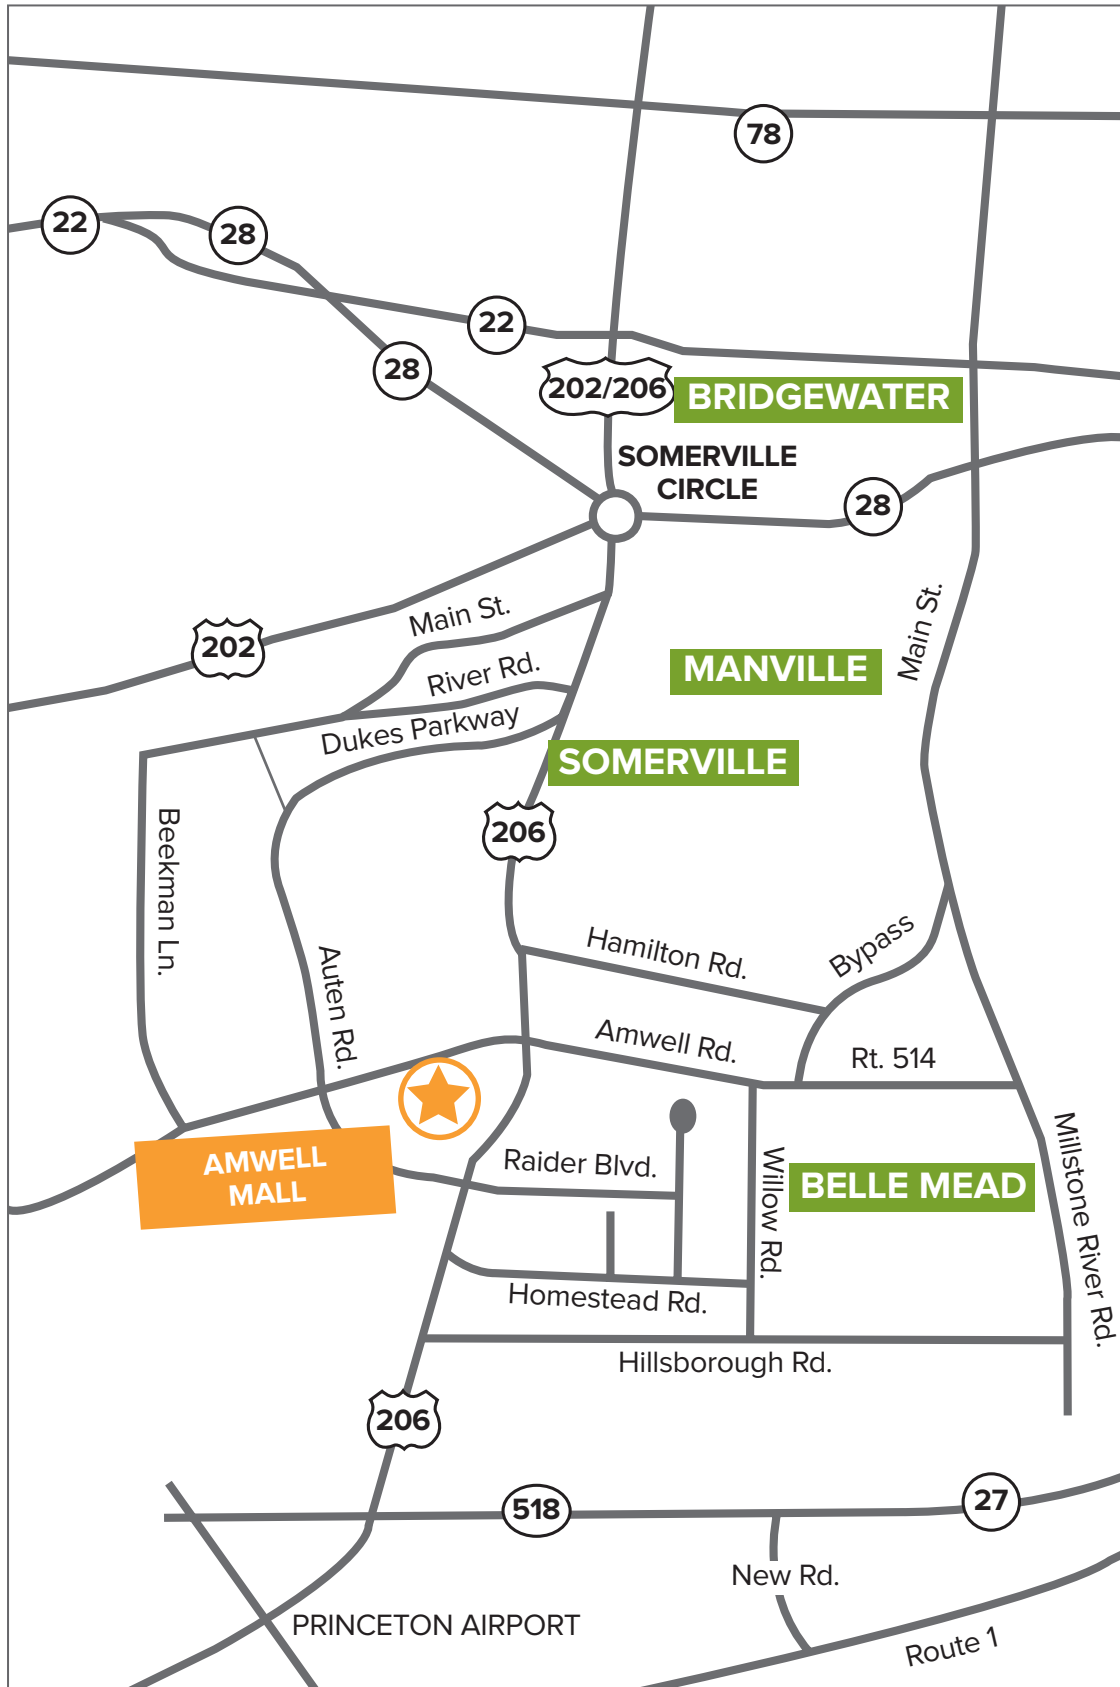 78
22
28
22
28
202/206
BRIDGEWATER
SOMERVILLE
CIRCLE
28
Main St.
Main St.
202
River Rd.
MANVILLE
Dukes Parkway
SOMERVILLE
206
Beekman Ln.
Auten Rd.
Hamilton Rd.
Bypass
Amwell Rd.
Rt. 514
AMWELL
MALL
Raider Blvd.
Willow Rd.
BELLE MEAD
Millstone River Rd.
Homestead Rd.
Hillsborough Rd.
206
518
27
New Rd.
PRINCETON AIRPORT
Route 1